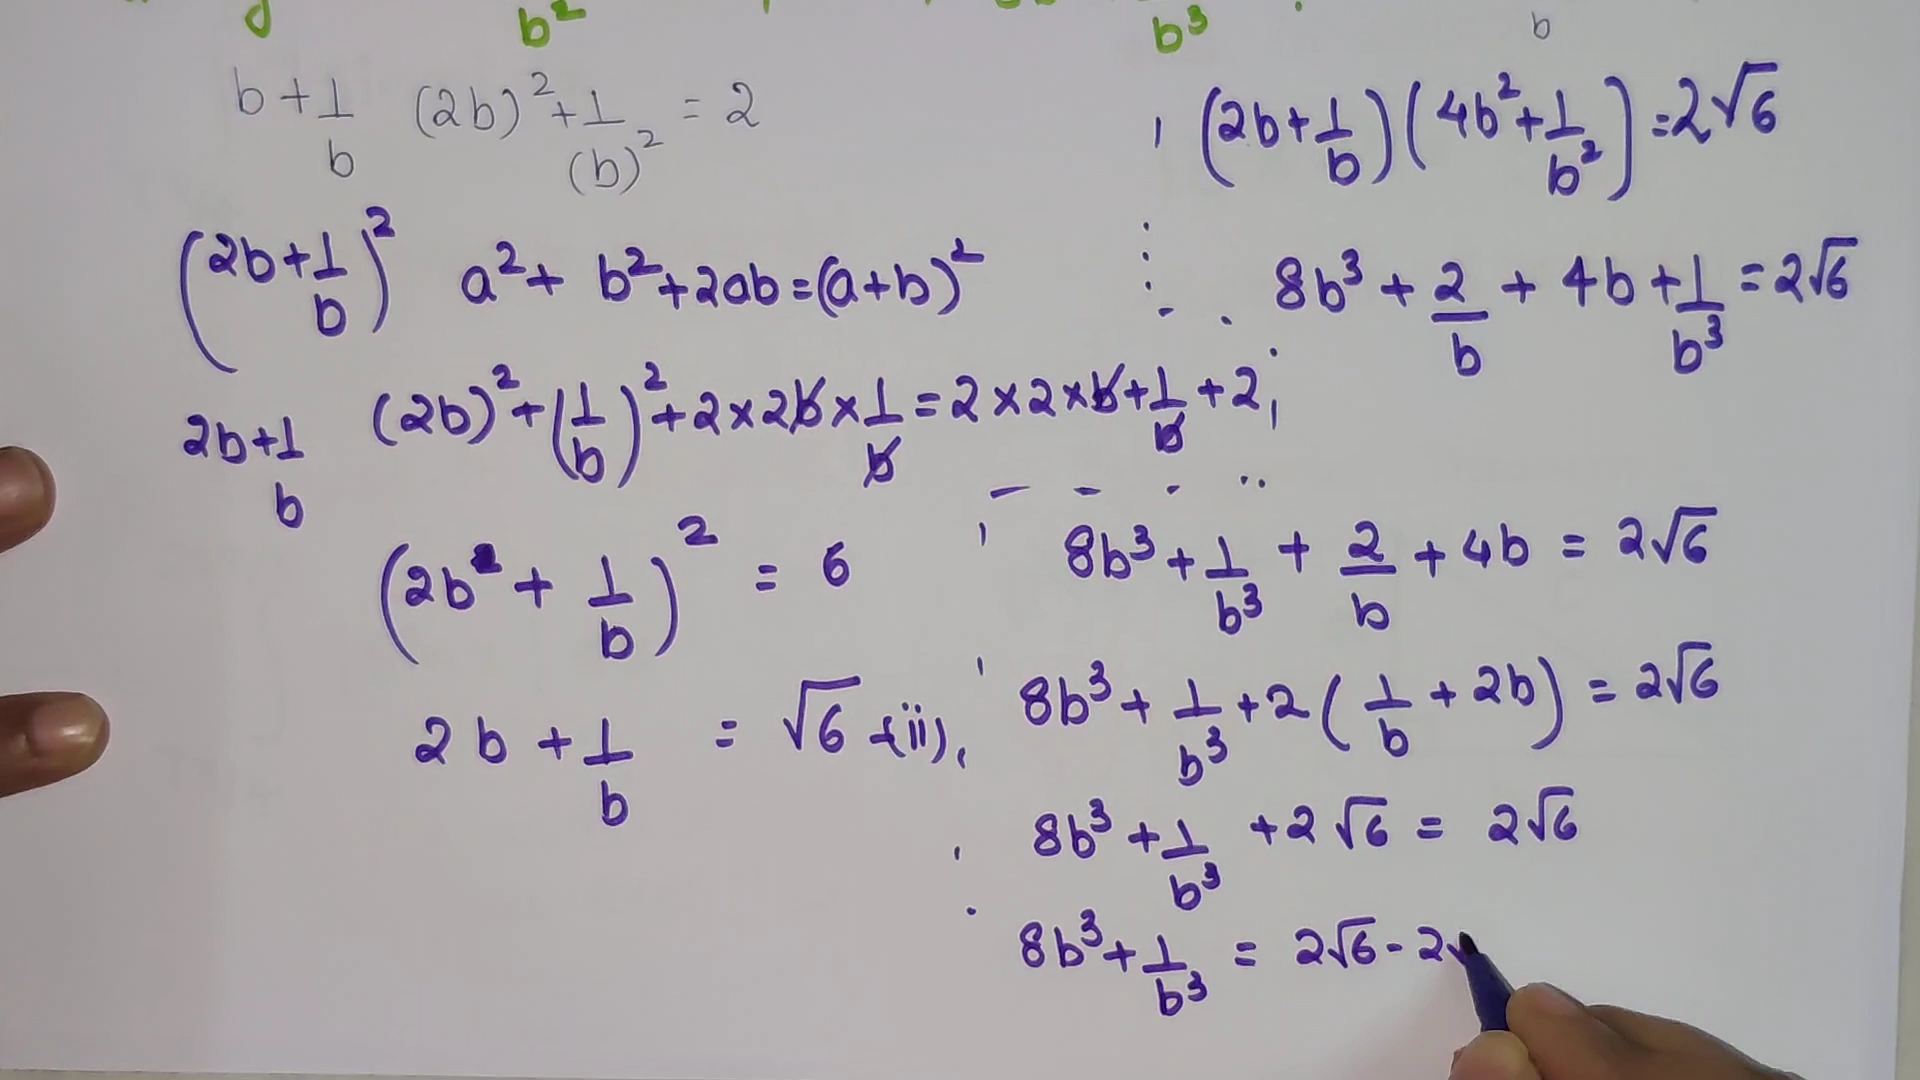 b² b³ b
b + 1/b (2b)² + 1/(b)² = 2
(2b + 1/b)² a² + b² + 2ab = (a+b)²
2b + 1/b (2b)² + (1/b)² + 2 × 2b × 1/b = 2 × 2 × b + 1/b + 2
(2b + 1/b)² = 6
2b + 1/b = √6 -(ii)
(2b + 1/b)(4b² + 1/b²) = 2√6
8b³ + 2/b + 4b + 1/b³ = 2√6
8b³ + 1/b³ + 2/b + 4b = 2√6
8b³ + 1/b³ + 2(1/b + 2b) = 2√6
8b³ + 1/b³ + 2√6 = 2√6
8b³ + 1/b³ = 2√6 - 2